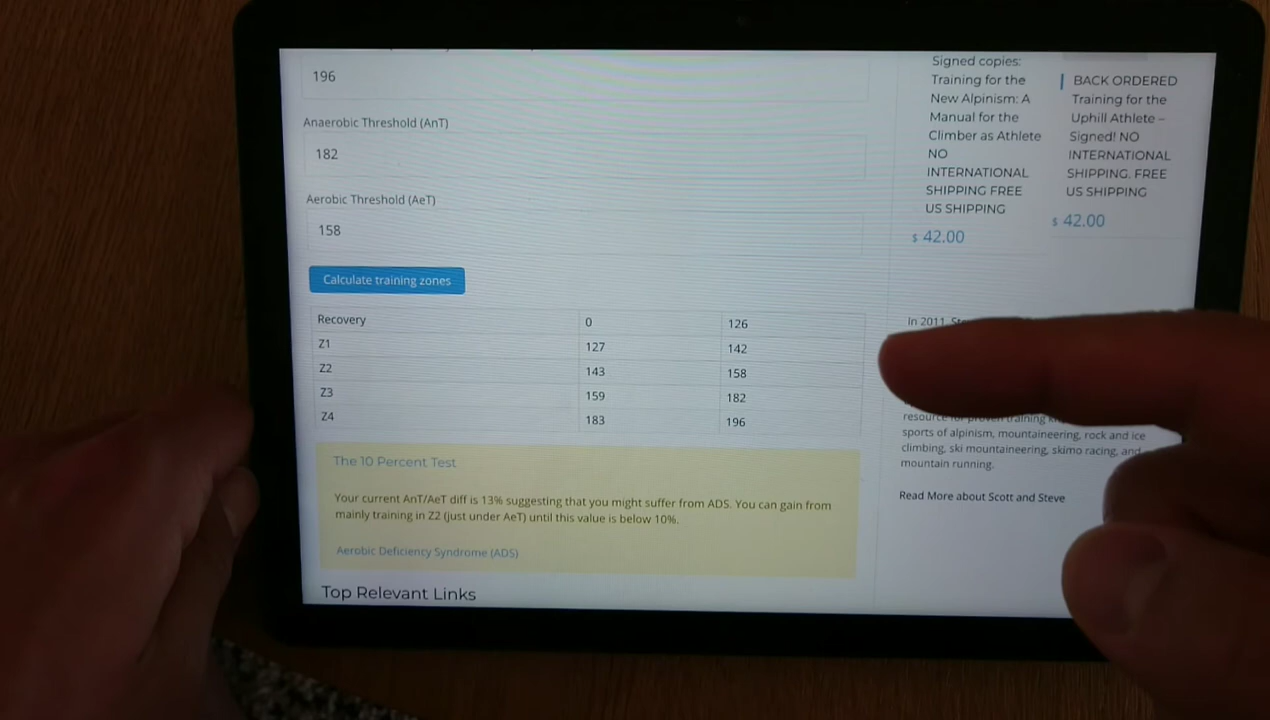 196
Anaerobic Threshold (AnT)
182
Aerobic Threshold (AeT)
158
Calculate training zones
Recovery 0 126
Z1 127 142
Z2 143 158
Z3 159 182
Z4 183 196
The 10 Percent Test
Your current AnT/AeT diff is 13% suggesting that you might suffer from ADS. You can gain from
mainly training in Z2 (just under AeT) until this value is below 10%.
Aerobic Deficiency Syndrome (ADS)
Top Relevant Links
Signed copies:
Training for the
New Alpinism: A
Manual for the
Climber as Athlete
NO
INTERNATIONAL
SHIPPING FREE
US SHIPPING
$ 42.00
BACK ORDERED
Training for the
Uphill Athlete –
Signed! NO
INTERNATIONAL
SHIPPING. FREE
US SHIPPING
$ 42.00
In 2011,
resource for proven training
sports of alpinism, mountaineering, rock and ice
climbing, ski mountaineering, skimo racing, and
mountain running.
Read More about Scott and Steve